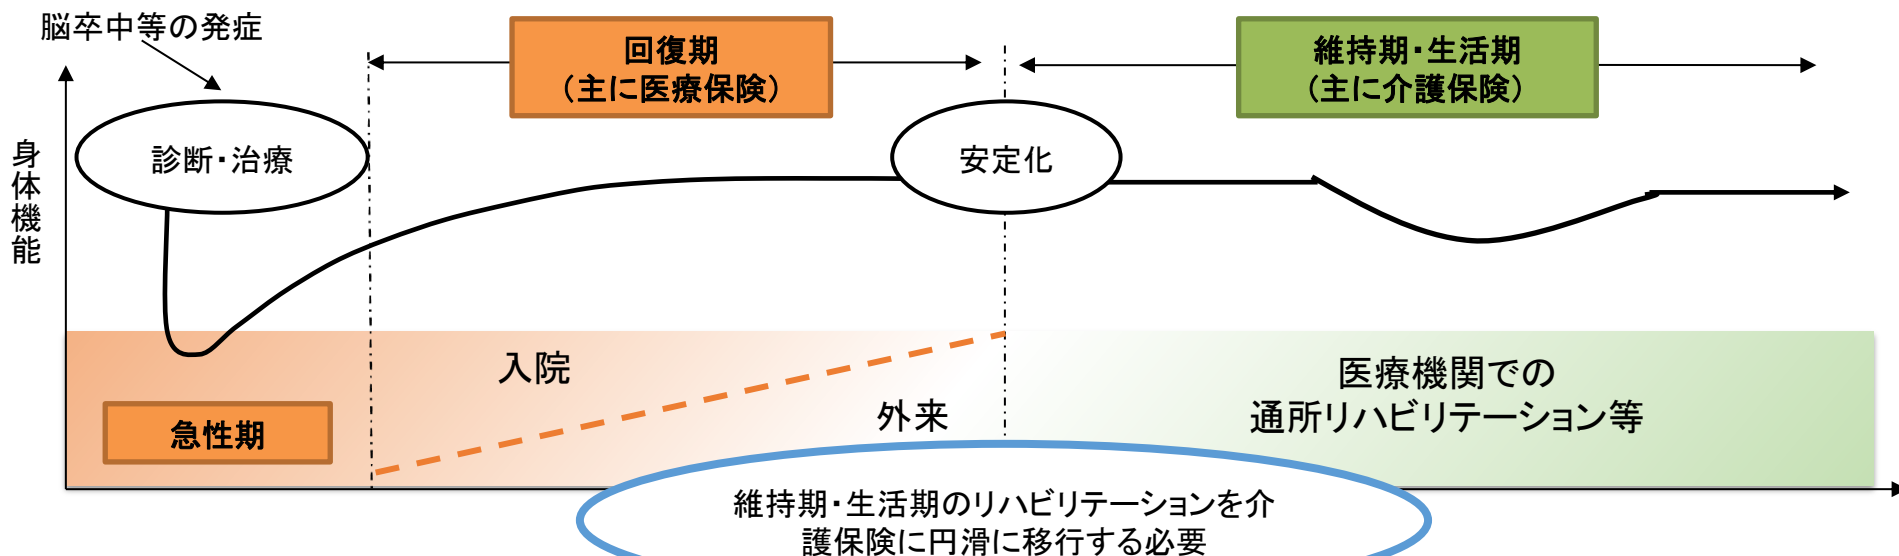 脳卒中等の発症
回復期
(主に医療保険)
維持期・生活期
(主に介護保険)
身体機能
診断・治療
安定化
入院
外来
急性期
医療機関での
通所リハビリテーション等
維持期・生活期のリハビリテーションを介
護保険に円滑に移行する必要